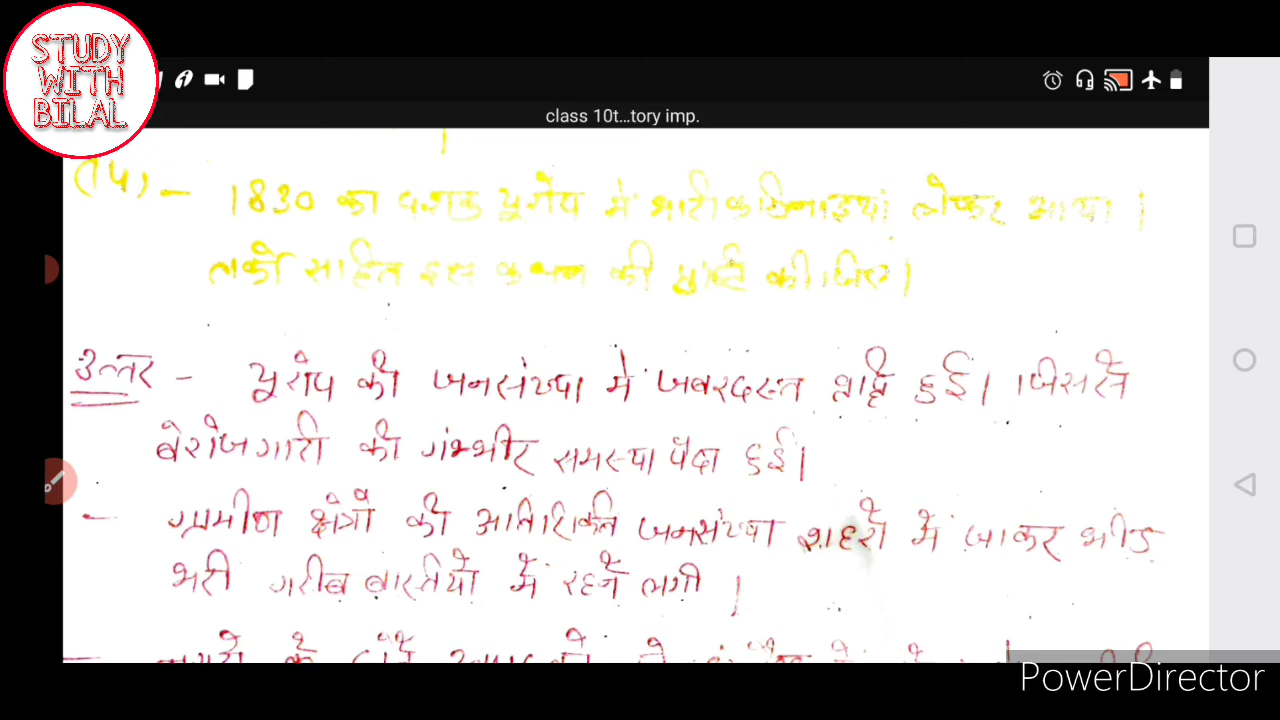 STUDY
WITH
BILAL
class 10t...tory imp.
(14) - 1830 का दशक यूरोप में भारी कठिनाइयां लेकर आया।
तर्को सहित इस कथन की पुष्टि कीजिए।
उत्तर - यूरोप की जनसंख्या में जबरदस्त वृद्धि हुई। जिससे
बेरोजगारी की गंम्भीर समस्या पैदा हुई।
- ग्रामीण क्षेत्रों की अतिरिक्त जनसंख्या शहरों में जाकर भीड़
भरी गरीब बस्तियों में रहने लगी।
PowerDirector